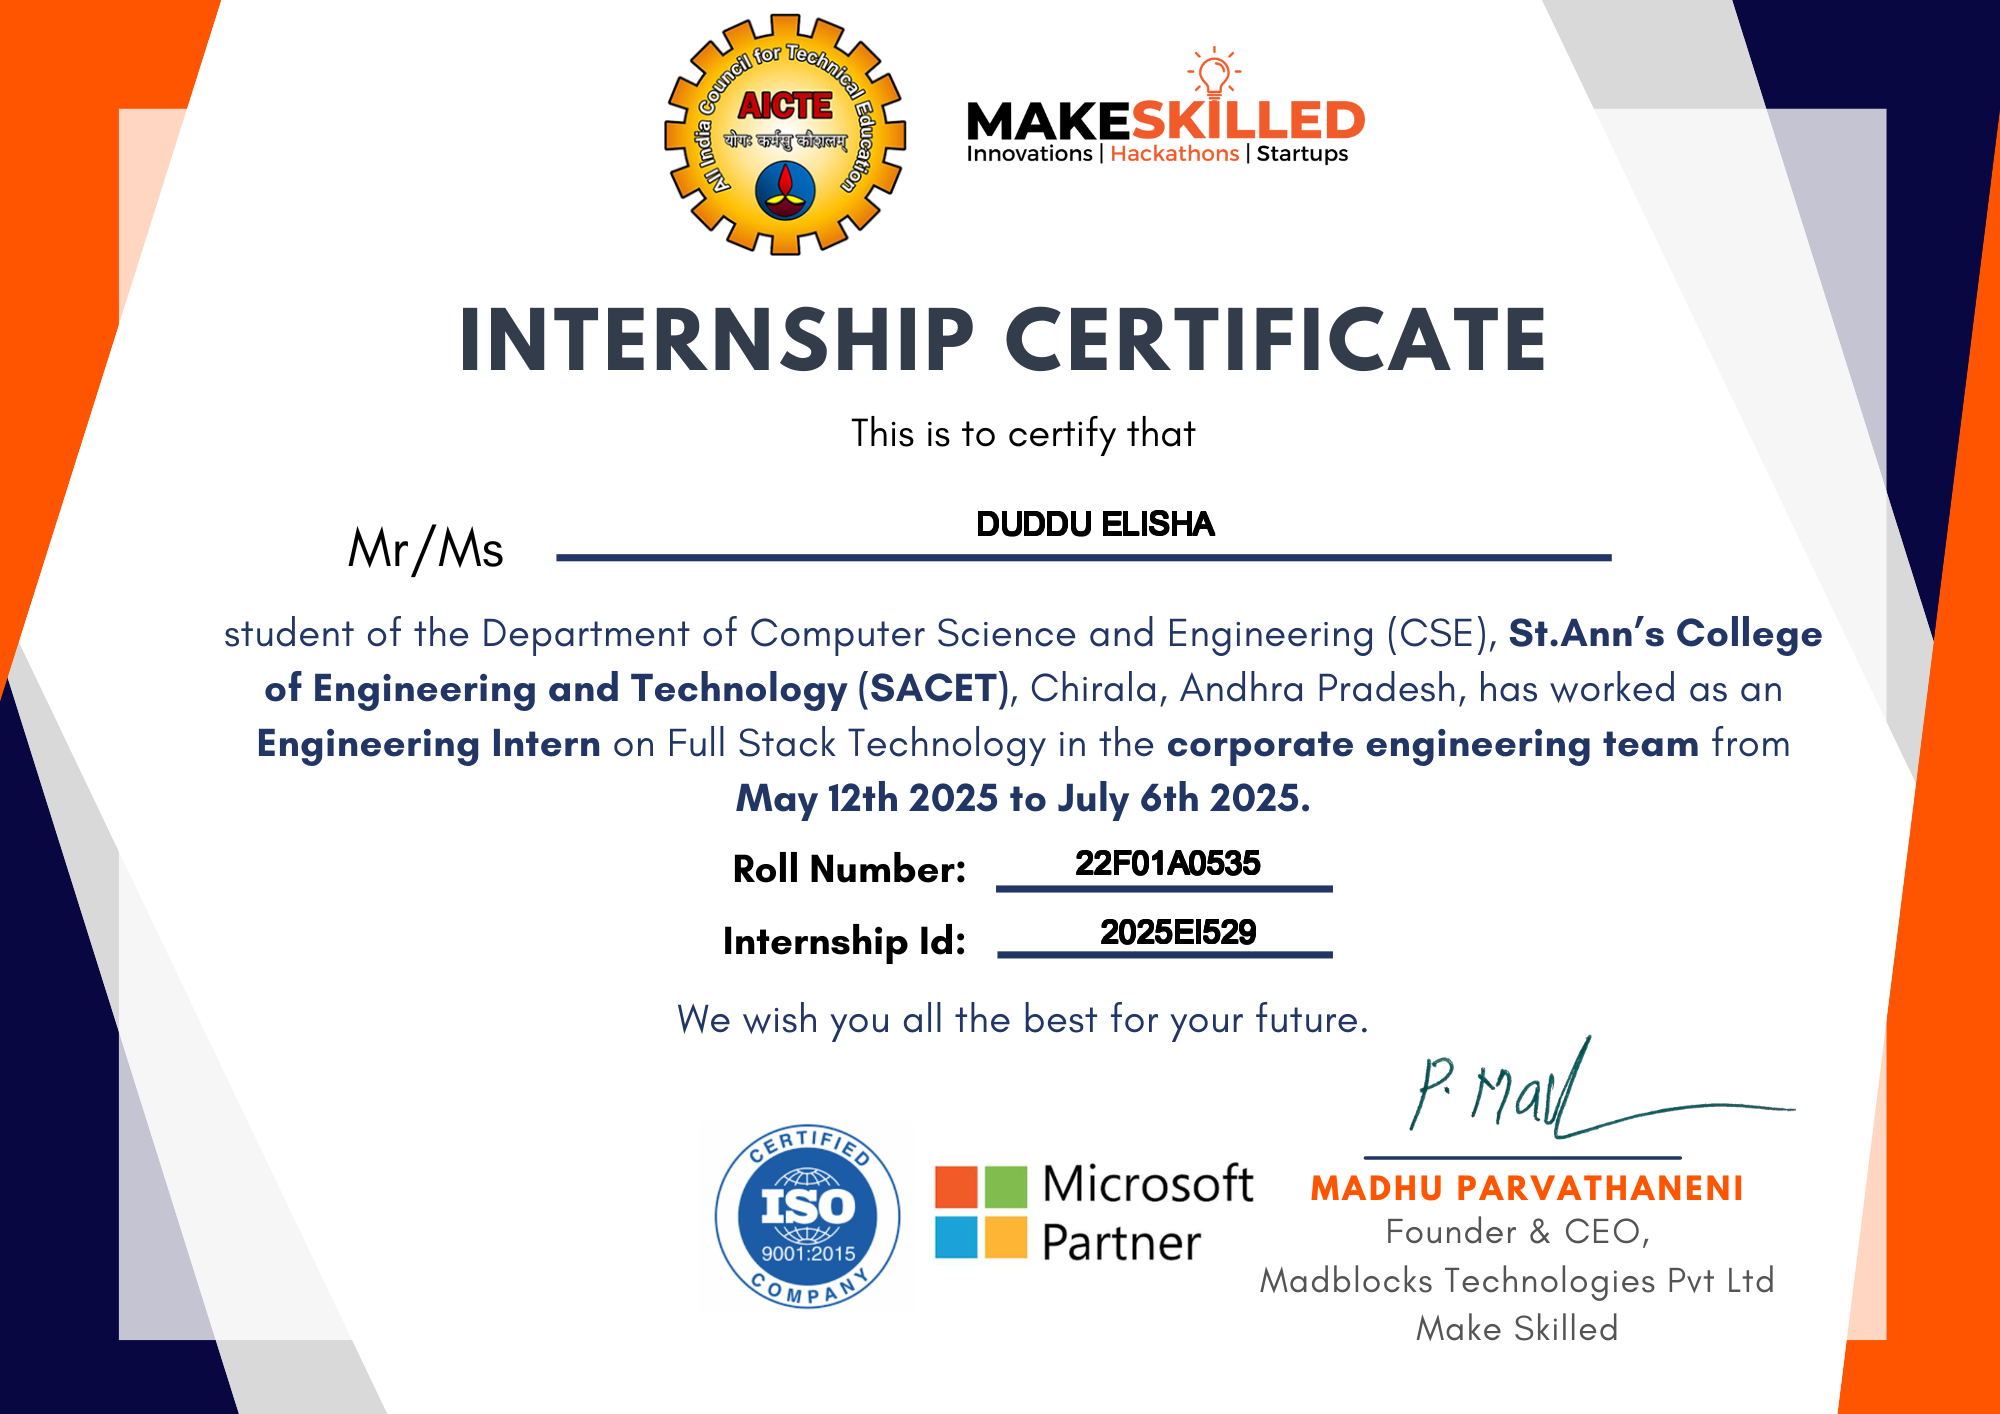 All India Council for Technical Education
AICTE
योगः कर्मसु कौशलम्
MAKESKILLED
Innovations | Hackathons | Startups
INTERNSHIP CERTIFICATE
This is to certify that
Mr/Ms DUDDU ELISHA
student of the Department of Computer Science and Engineering (CSE), St.Ann's College
of Engineering and Technology (SACET), Chirala, Andhra Pradesh, has worked as an
Engineering Intern on Full Stack Technology in the corporate engineering team from
May 12th 2025 to July 6th 2025.
Roll Number: 22F01A0535
Internship Id: 2025EI529
We wish you all the best for your future.
P. Mad
CERTIFIED
ISO
9001:2015
COMPANY
Microsoft
Partner
MADHU PARVATHANENI
Founder & CEO,
Madblocks Technologies Pvt Ltd
Make Skilled